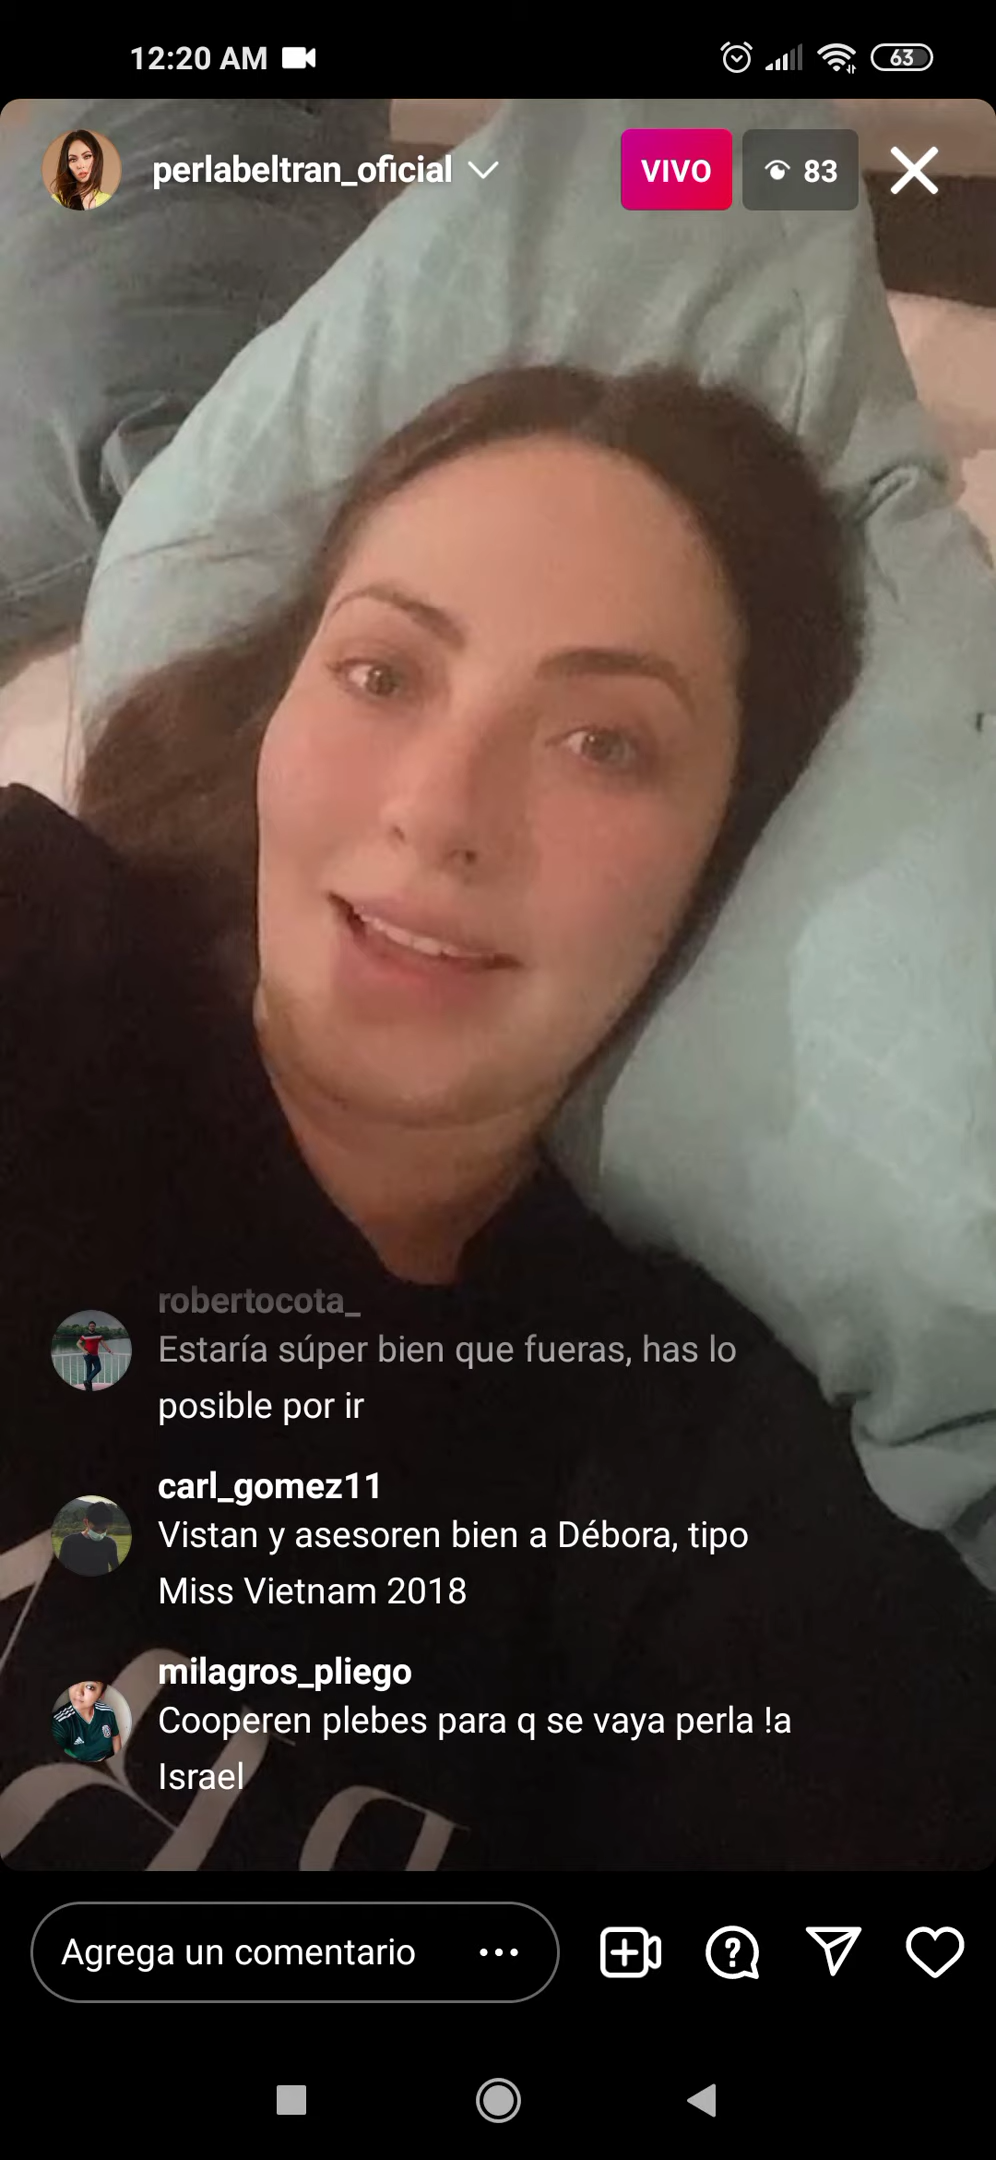 12:20 AM
63
perlabeltran_oficial
VIVO
83
robertocota_
Estaría súper bien que fueras, has lo
posible por ir
carl_gomez11
Vistan y asesoren bien a Débora, tipo
Miss Vietnam 2018
milagros_pliego
Cooperen plebes para q se vaya perla !a
Israel
Agrega un comentario